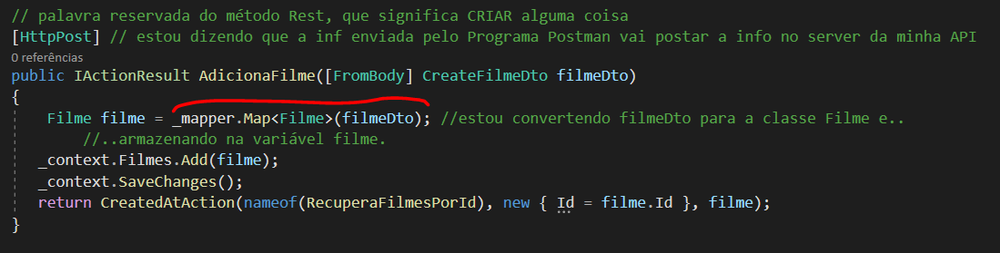 // palavra reservada do método Rest, que significa CRIAR alguma coisa
[HttpPost] // estou dizendo que a inf enviada pelo Programa Postman vai postar a info no server da minha API
0 referências
public IActionResult AdicionaFilme([FromBody] CreateFilmeDto filmeDto)
{
Filme filme = _mapper.Map<Filme>(filmeDto); //estou convertendo filmeDto para a classe Filme e..
//..armazenando na variável filme.
_context.Filmes.Add(filme);
_context.SaveChanges();
return CreatedAtAction(nameof(RecuperaFilmesPorId), new { Id = filme.Id }, filme);
}